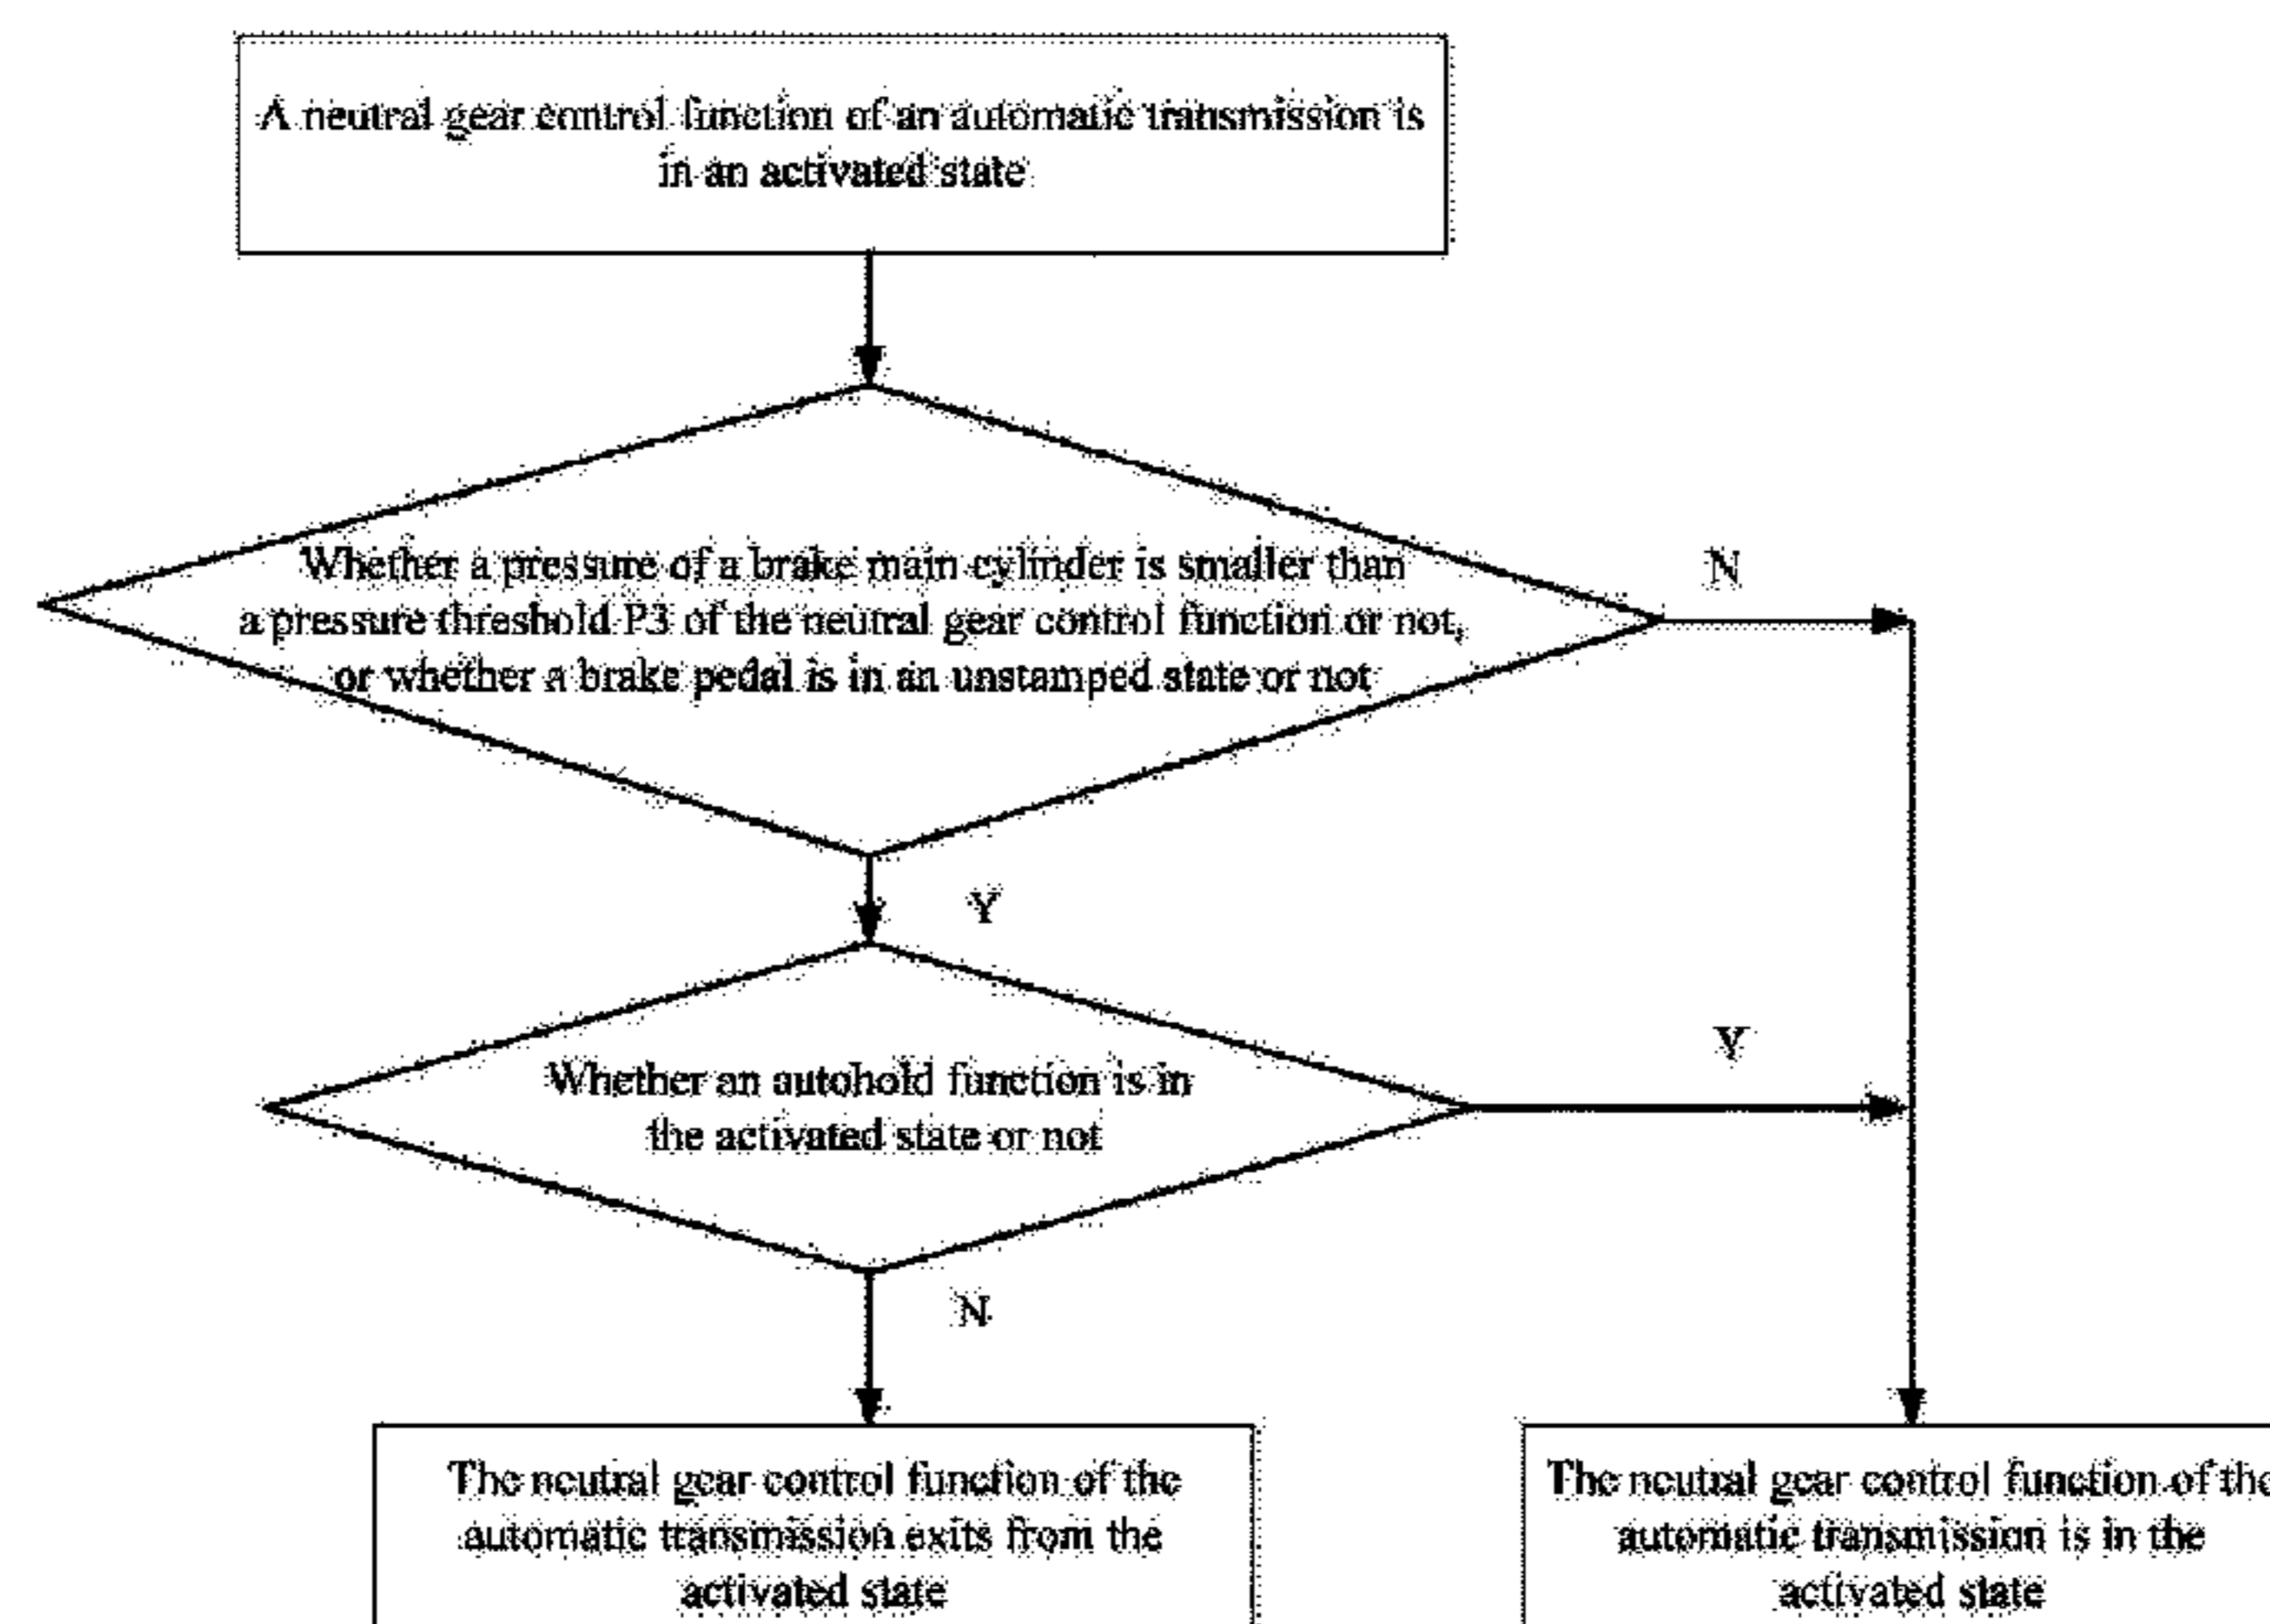 A neutral gear control function of an automatic transmission is
in an activated state
Whether a pressure of a brake main cylinder is smaller than
a pressure threshold P3 of the neutral gear control function or not,
or whether a brake pedal is in an unstamped state or not
N
Y
Whether an autohold function is in
the activated state or not
Y
N
The neutral gear control function of the
automatic transmission exits from the
activated state
The neutral gear control function of the
automatic transmission is in the
activated state